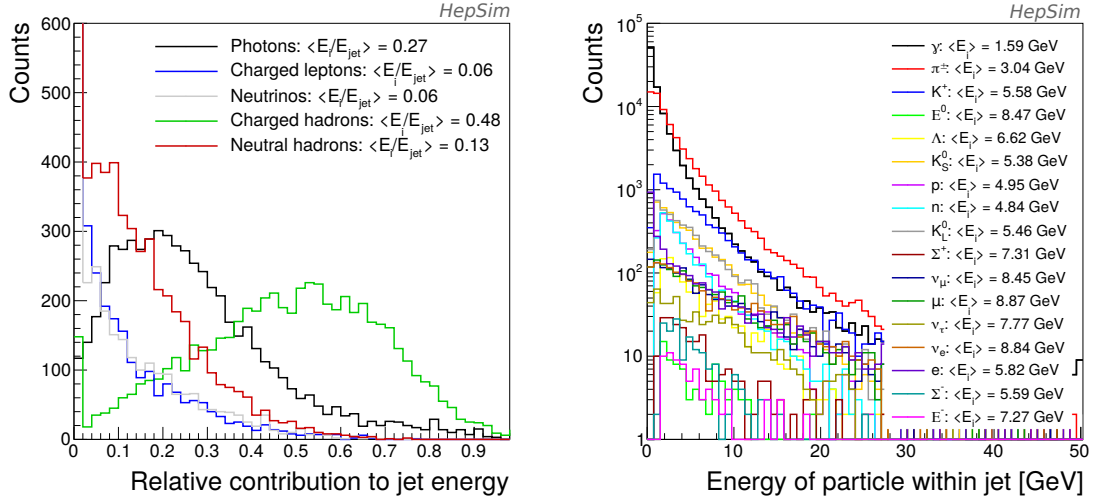 HepSim
Counts
600
500
400
300
200
100
0
Photons: <E_i/E_jet> = 0.27
Charged leptons: <E_i/E_jet> = 0.06
Neutrinos: <E_i/E_jet> = 0.06
Charged hadrons: <E_i/E_jet> = 0.48
Neutral hadrons: <E_i/E_jet> = 0.13
0 0.1 0.2 0.3 0.4 0.5 0.6 0.7 0.8 0.9
Relative contribution to jet energy
HepSim
Counts
10^5
10^4
10^3
10^2
10
1
γ: <E_i> = 1.59 GeV
π^±: <E_i> = 3.04 GeV
K^+: <E_i> = 5.58 GeV
Ξ^0: <E_i> = 8.47 GeV
Λ: <E_i> = 6.62 GeV
K_S^0: <E_i> = 5.38 GeV
p: <E_i> = 4.95 GeV
n: <E_i> = 4.84 GeV
K_L^0: <E_i> = 5.46 GeV
Σ^+: <E_i> = 7.31 GeV
ν_μ: <E_i> = 8.45 GeV
μ: <E_i> = 8.87 GeV
ν_τ: <E_i> = 7.77 GeV
ν_e: <E_i> = 8.84 GeV
e: <E_i> = 5.82 GeV
Σ^-: <E_i> = 5.59 GeV
Ξ^-: <E_i> = 7.27 GeV
0 10 20 30 40 50
Energy of particle within jet [GeV]